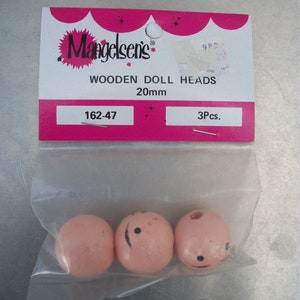 Mangelsen's®
WOODEN DOLL HEADS
20mm
162-47
3Pcs.